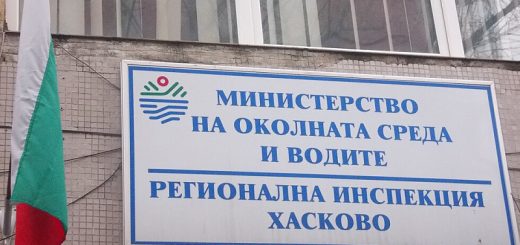 МИНИСТЕРСТВО
НА ОКОЛНАТА СРЕДА
И ВОДИТЕ
РЕГИОНАЛНА ИНСПЕКЦИЯ
ХАСКОВО